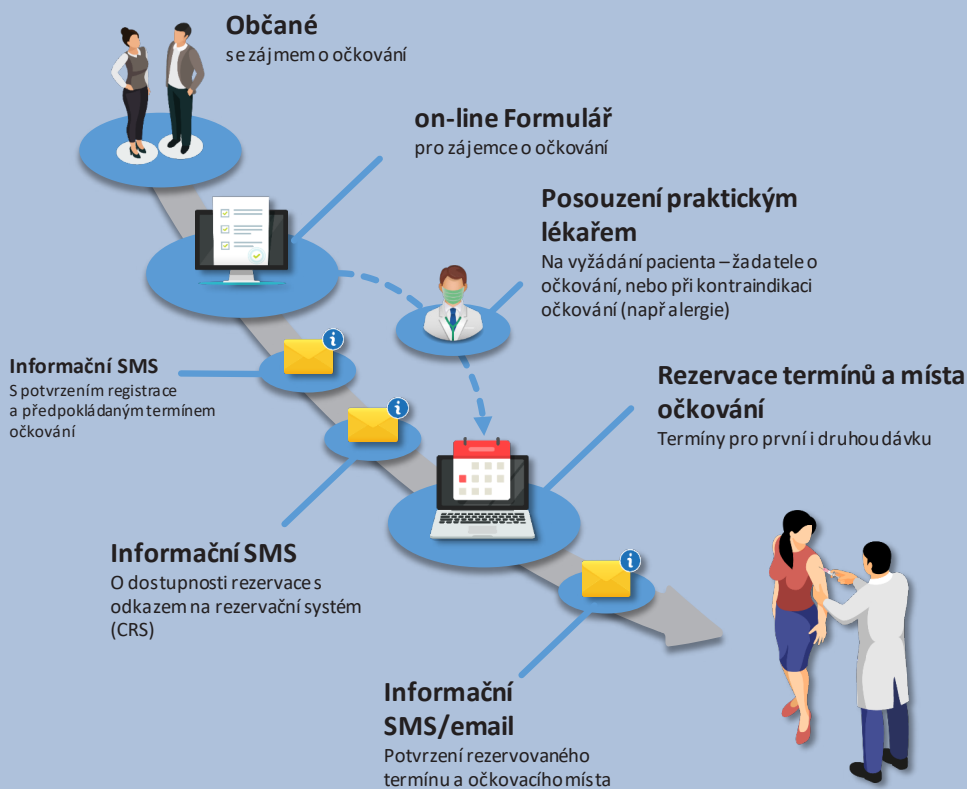 Občané
se zájmem o očkování
on-line Formulář
pro zájemce o očkování
Posouzení praktickým
lékařem
Na vyžádání pacienta – žadatele o
očkování, nebo při kontraindikaci
očkování (např alergie)
Informační SMS
S potvrzením registrace
a předpokládaným termínem
očkování
Rezervace termínů a místa
očkování
Termíny pro první i druhou dávku
Informační SMS
O dostupnosti rezervace s
odkazem na rezervační systém
(CRS)
Informační
SMS/email
Potvrzení rezervovaného
termínu a očkovacího místa